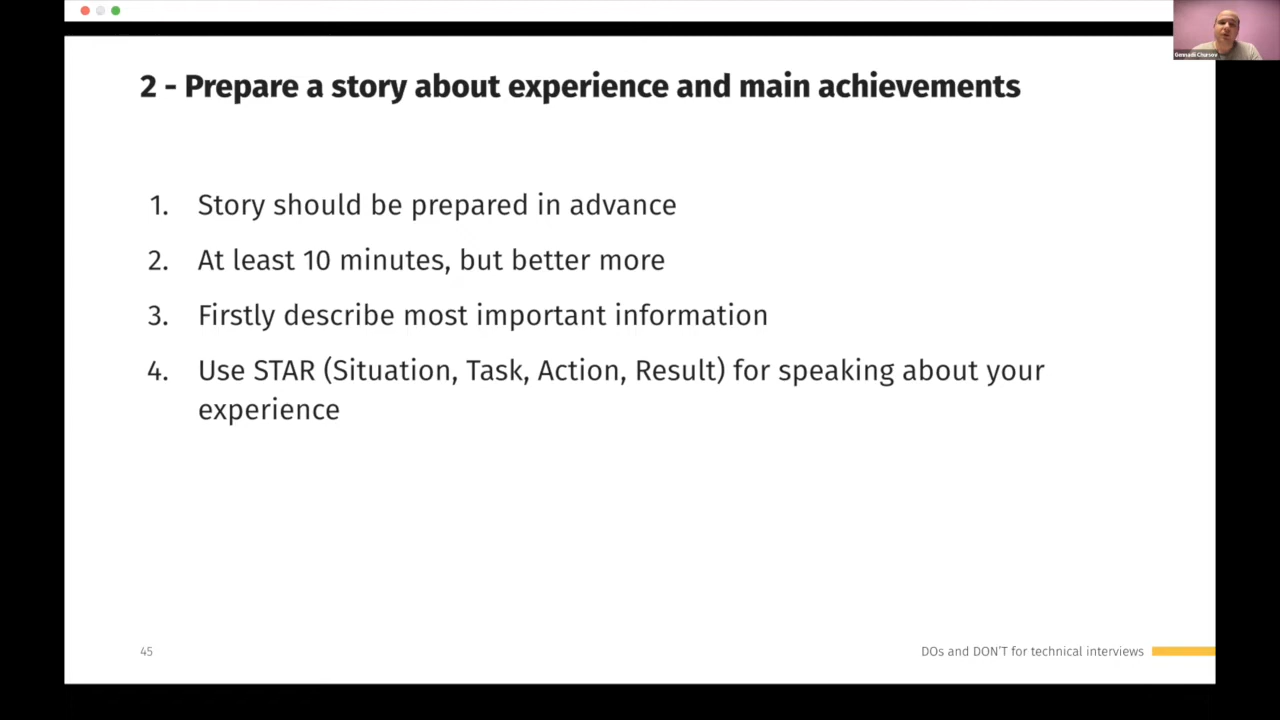 2 - Prepare a story about experience and main achievements
Gennadii Chursov
1. Story should be prepared in advance
2. At least 10 minutes, but better more
3. Firstly describe most important information
4. Use STAR (Situation, Task, Action, Result) for speaking about your
experience
45
DOs and DON'T for technical interviews